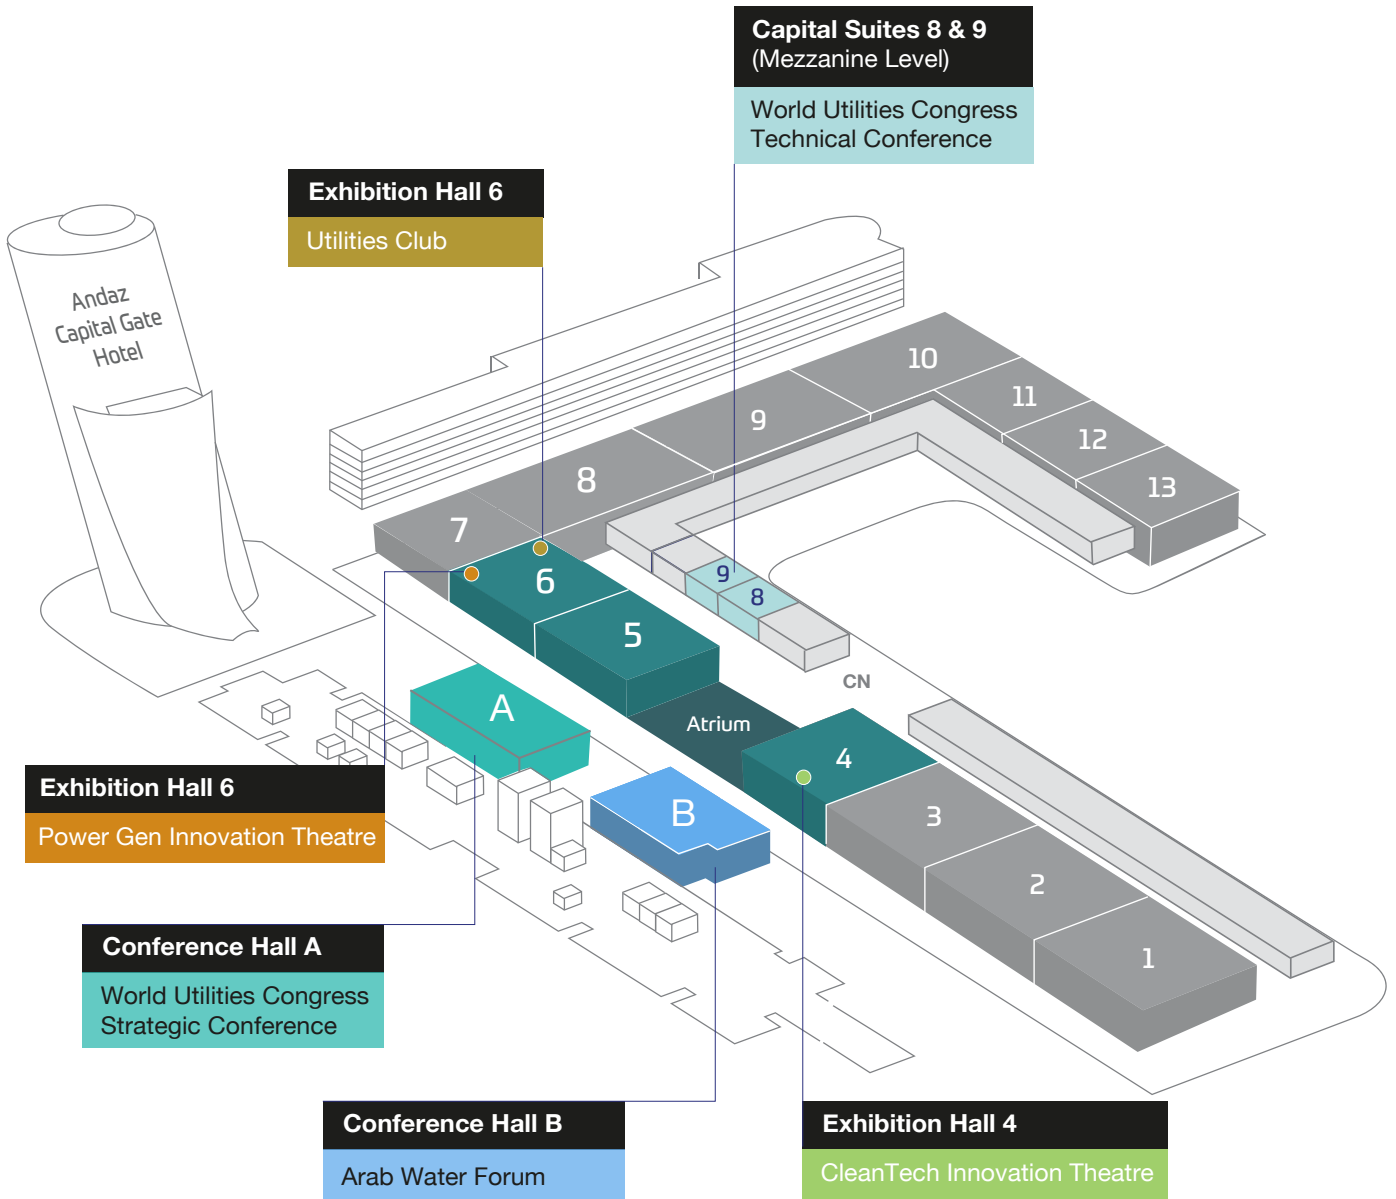 Capital Suites 8 & 9
(Mezzanine Level)
World Utilities Congress
Technical Conference
Exhibition Hall 6
Utilities Club
Andaz
Capital Gate
Hotel
10
11
9
12
8
13
7
6
9
8
5
CN
A
Atrium
4
Exhibition Hall 6
Power Gen Innovation Theatre
B
3
2
1
Conference Hall A
World Utilities Congress
Strategic Conference
Conference Hall B
Arab Water Forum
Exhibition Hall 4
CleanTech Innovation Theatre